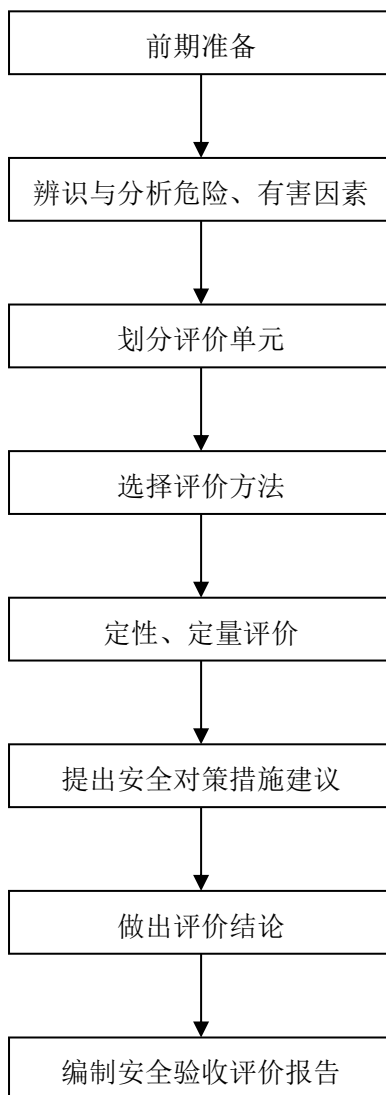 前期准备
辨识与分析危险、有害因素
划分评价单元
选择评价方法
定性、定量评价
提出安全对策措施建议
做出评价结论
编制安全验收评价报告